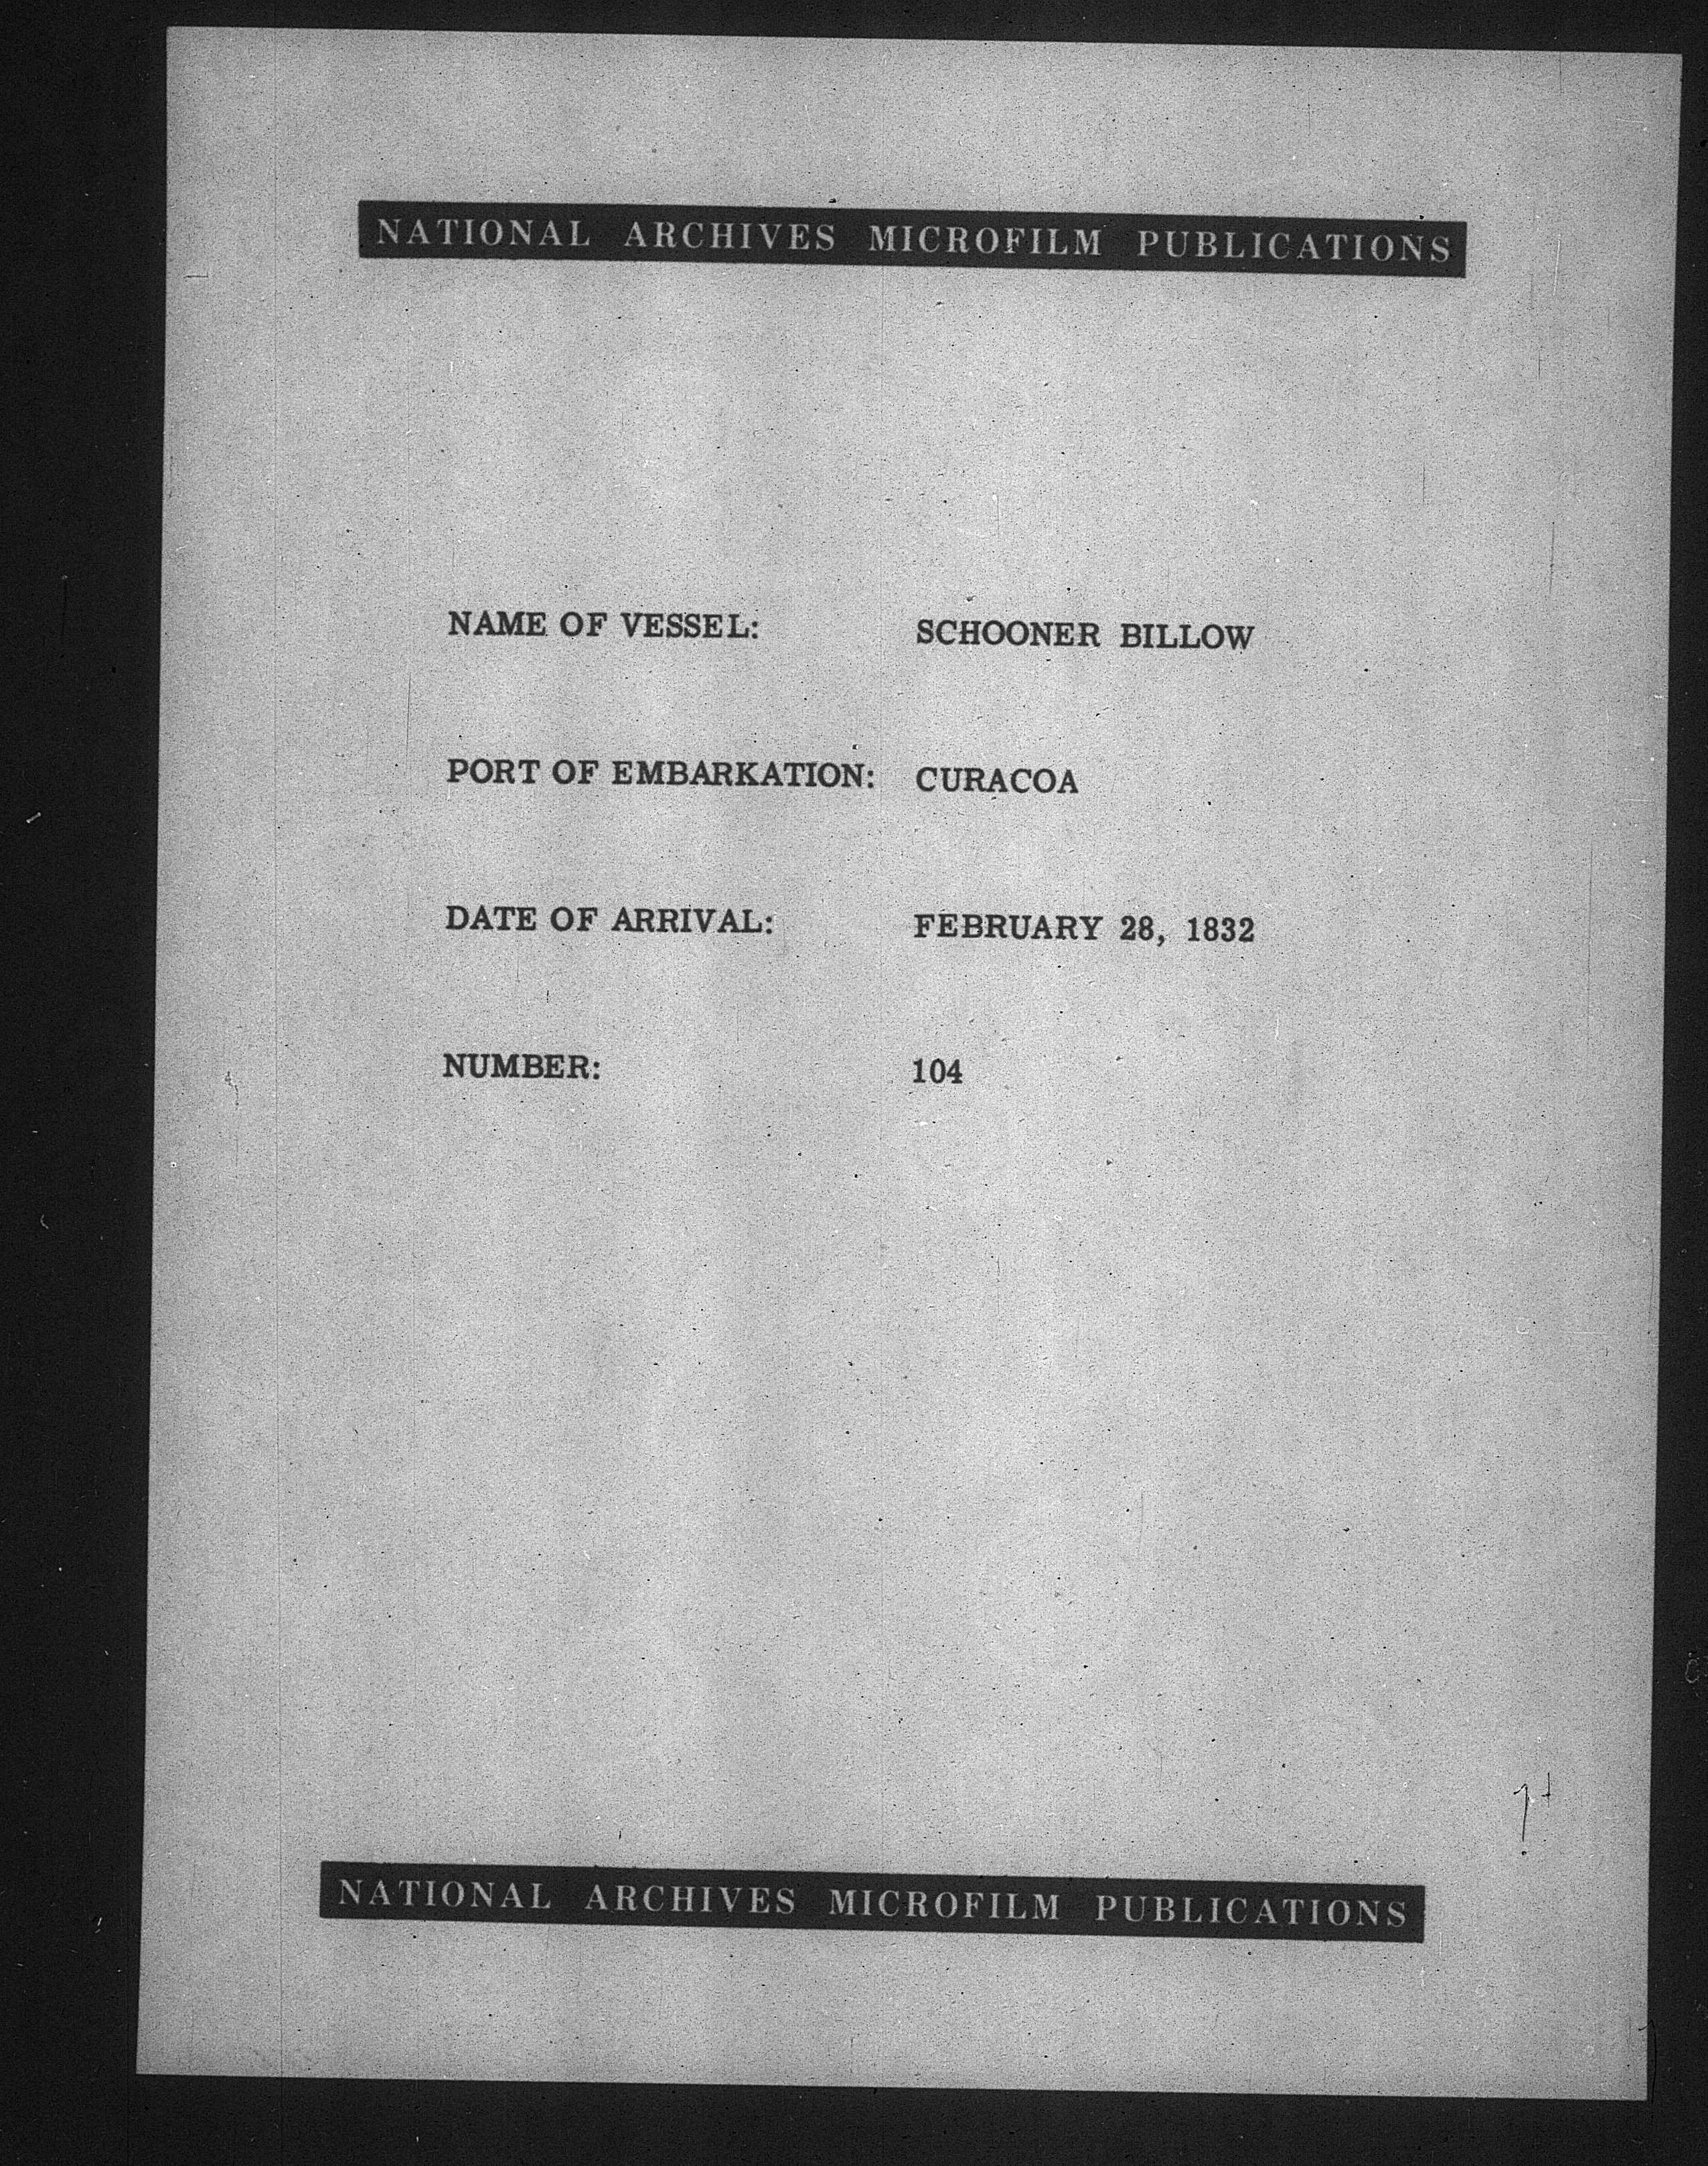 NATIONAL ARCHIVES MICROFILM PUBLICATIONS
NAME OF VESSEL: SCHOONER BILLOW
PORT OF EMBARKATION: CURACOA
DATE OF ARRIVAL: FEBRUARY 28, 1832
NUMBER: 104
NATIONAL ARCHIVES MICROFILM PUBLICATIONS